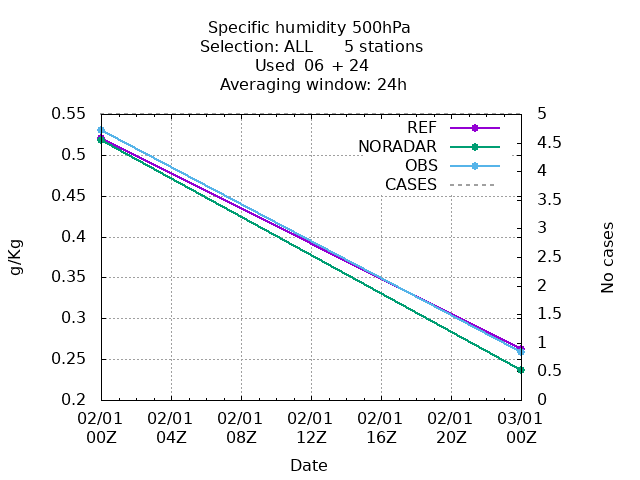 Specific humidity 500hPa
Selection: ALL 5 stations
Used 06 + 24
Averaging window: 24h
0.55
0.5
0.45
0.4
0.35
0.3
0.25
0.2
g/Kg
REF
NORADAR
OBS
CASES
5
4.5
4
3.5
3
2.5
2
1.5
1
0.5
0
No cases
02/01 02/01 02/01 02/01 02/01 02/01 03/01
00Z 04Z 08Z 12Z 16Z 20Z 00Z
Date